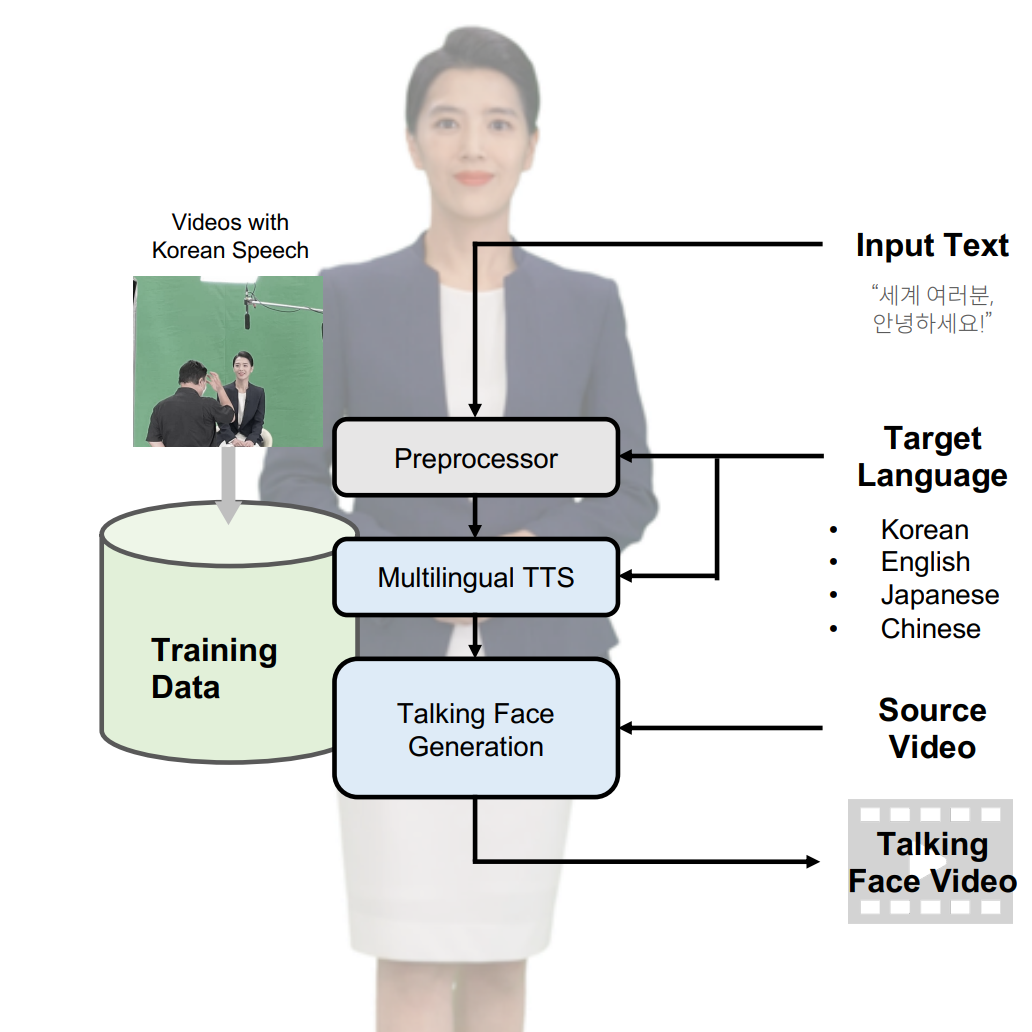 Videos with
Korean Speech
Input Text
“세계 여러분,
안녕하세요!”
Preprocessor
Target
Language
• Korean
• English
• Japanese
• Chinese
Multilingual TTS
Training
Data
Talking Face
Generation
Source
Video
Talking
Face Video